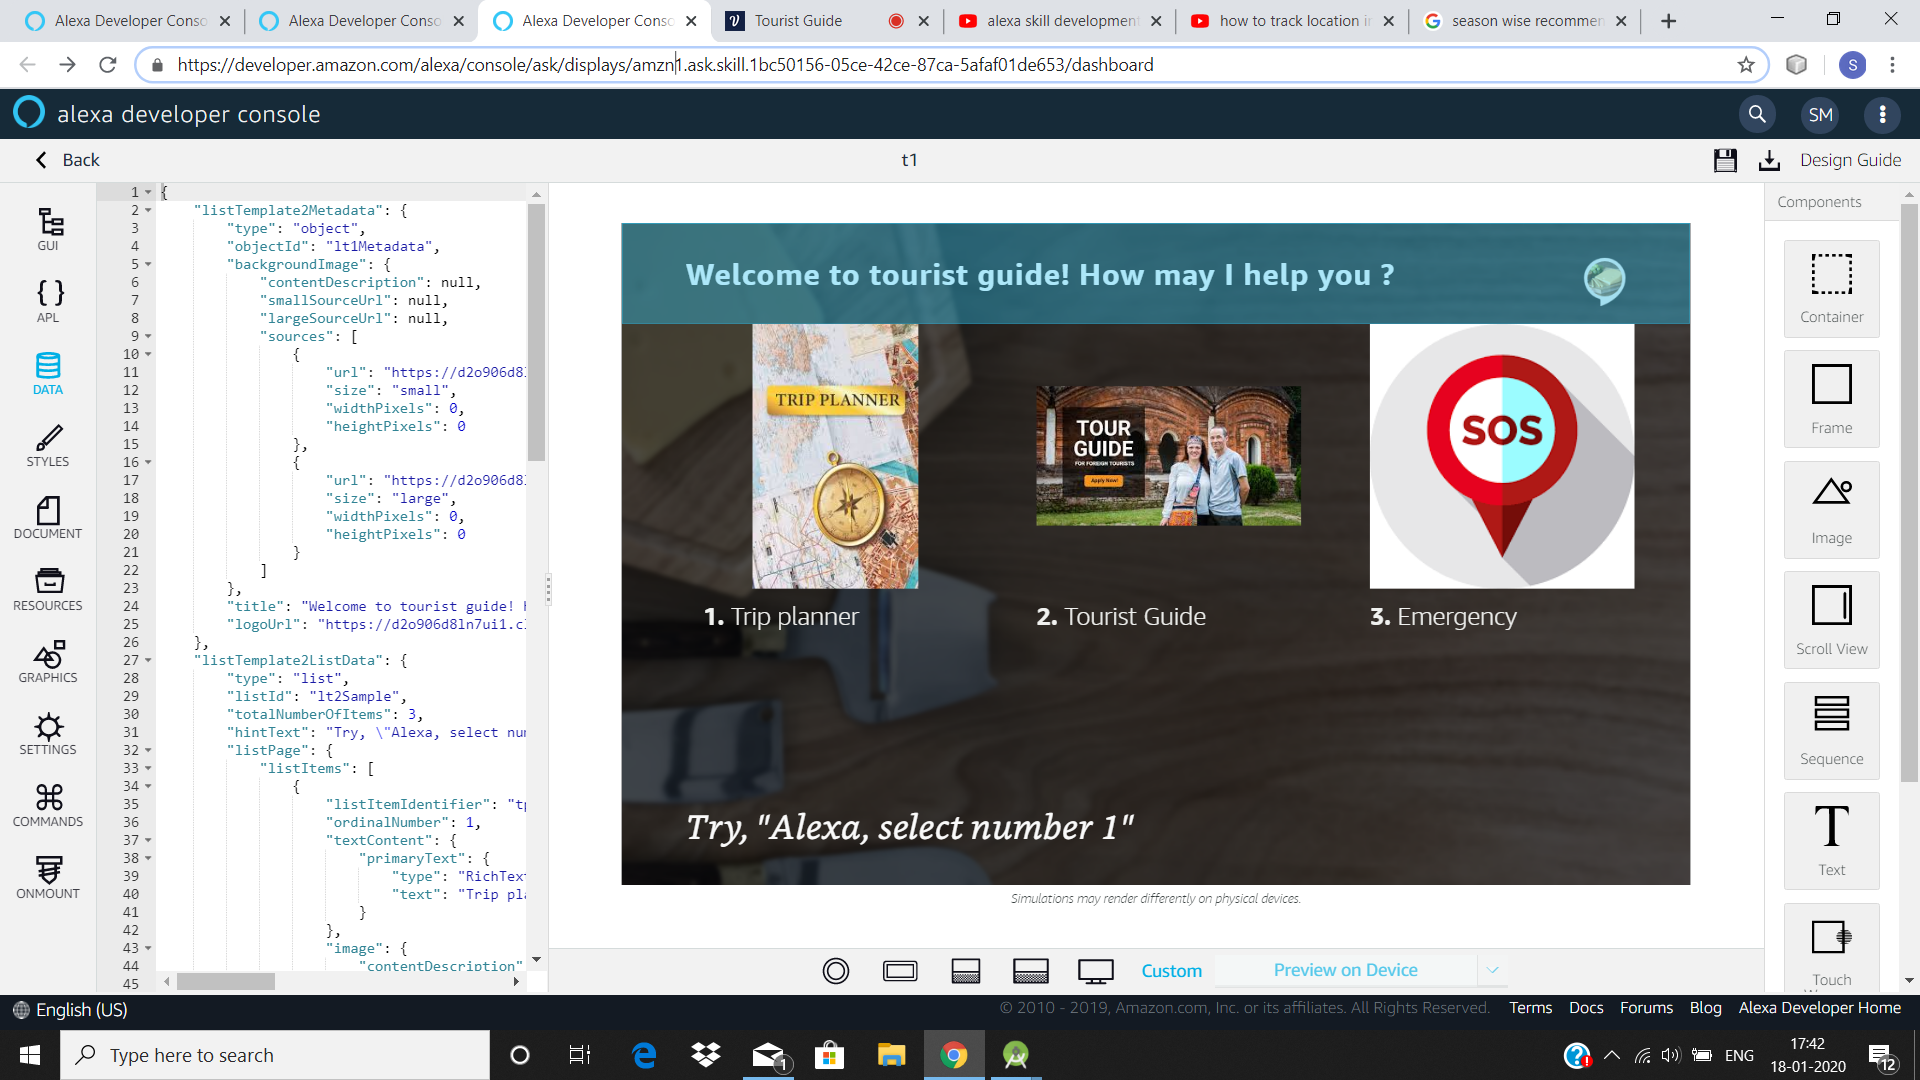 Alexa Developer Conso
Alexa Developer Conso
Alexa Developer Conso
Tourist Guide
alexa skill development
how to track location i
season wise recommen
https://developer.amazon.com/alexa/console/ask/displays/amzn1.ask.skill.1bc50156-05ce-42ce-87ca-5afaf01de653/dashboard
S
alexa developer console
SM
Back
t1
Design Guide
GUI
APL
DATA
STYLES
DOCUMENT
RESOURCES
GRAPHICS
SETTINGS
COMMANDS
ONMOUNT
1 {
2 "listTemplate2Metadata": {
3 "type": "object",
4 "objectId": "lt1Metadata",
5 "backgroundImage": {
6 "contentDescription": null,
7 "smallSourceUrl": null,
8 "largeSourceUrl": null,
9 "sources": [
10 {
11 "url": "https://d2o906d8l
12 "size": "small",
13 "widthPixels": 0,
14 "heightPixels": 0
15 },
16 {
17 "url": "https://d2o906d8l
18 "size": "large",
19 "widthPixels": 0,
20 "heightPixels": 0
21 }
22 ]
23 },
24 "title": "Welcome to tourist guide! H
25 "logoUrl": "https://d2o906d8ln7ui1.cl
26 },
27 "listTemplate2ListData": {
28 "type": "list",
29 "listId": "lt2Sample",
30 "totalNumberOfItems": 3,
31 "hintText": "Try, \"Alexa, select num
32 "listPage": {
33 "listItems": [
34 {
35 "listItemIdentifier": "tp
36 "ordinalNumber": 1,
37 "textContent": {
38 "primaryText": {
39 "type": "RichText
40 "text": "Trip pla
41 }
42 },
43 "image": {
44 "contentDescription"
45
Welcome to tourist guide! How may I help you ?
TRIP PLANNER
TOUR
GUIDE
FOR FOREIGN TOURISTS
Apply Now!
SOS
1. Trip planner
2. Tourist Guide
3. Emergency
Try, "Alexa, select number 1"
Simulations may render differently on physical devices.
Custom
Preview on Device
Components
Container
Frame
Image
Scroll View
Sequence
Text
Touch
English (US)
© 2010 - 2019, Amazon.com, Inc. or its affiliates. All Rights Reserved.
Terms
Docs
Forums
Blog
Alexa Developer Home
Type here to search
1
ENG
17:42
18-01-2020
12